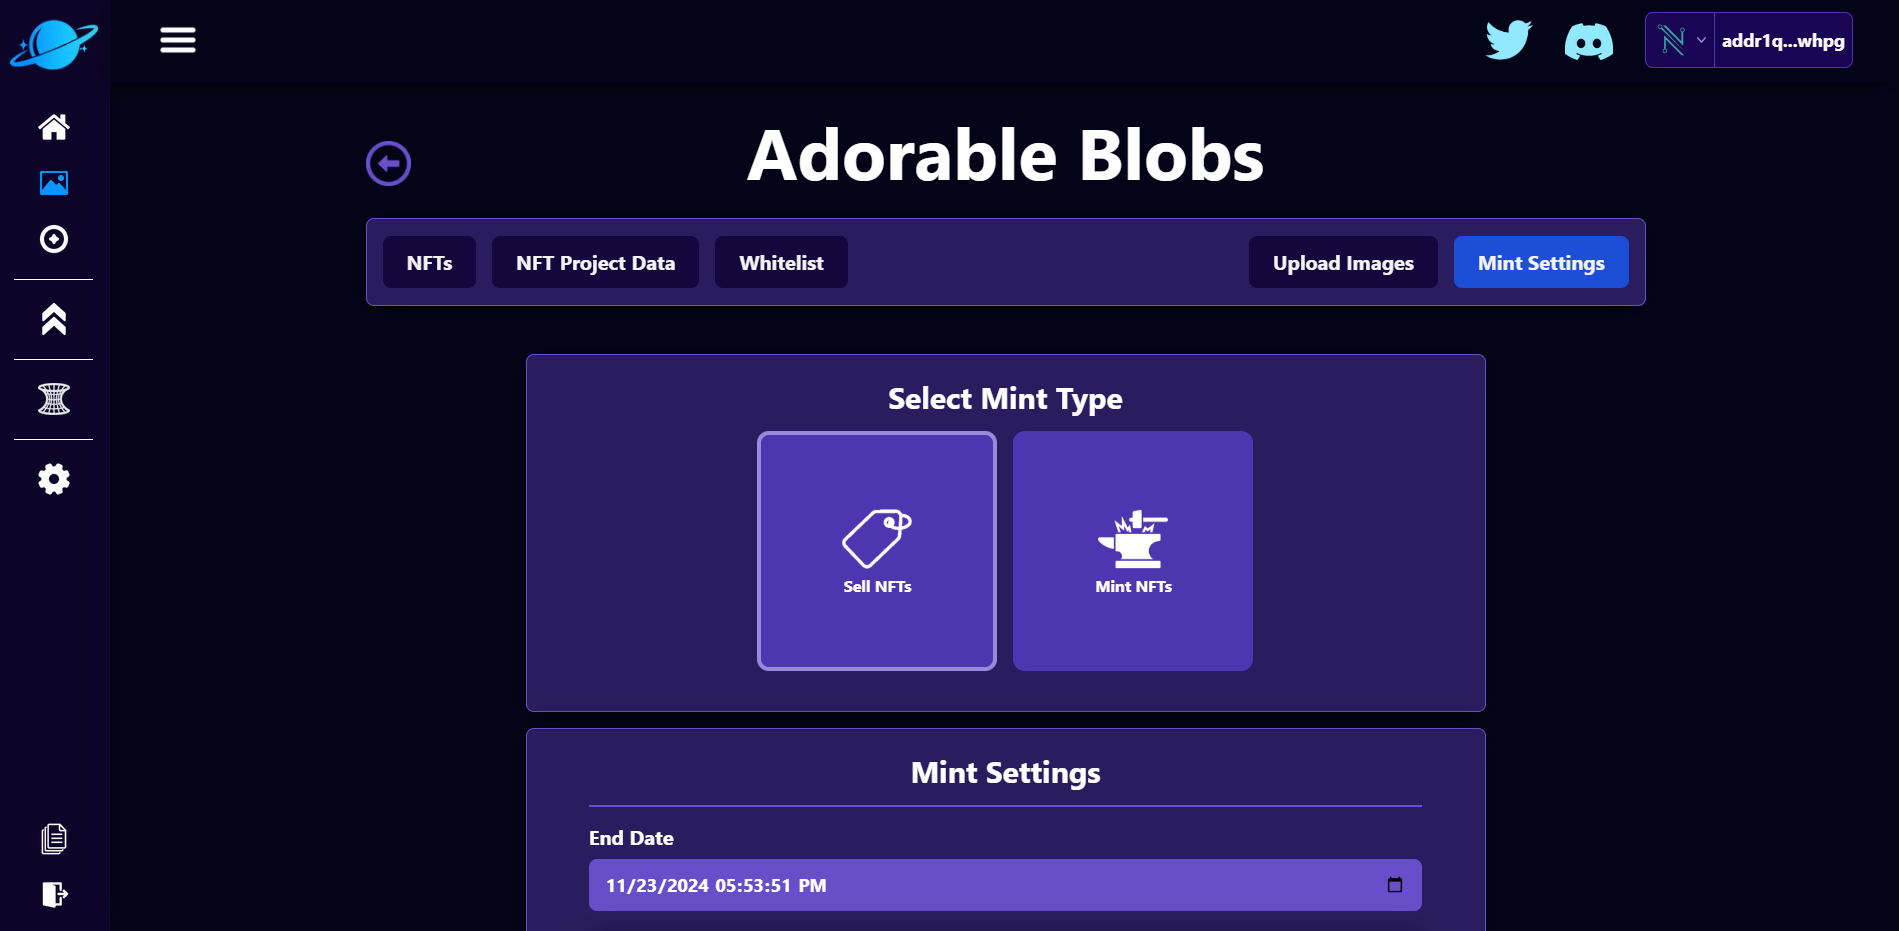 addr1q...whpg
Adorable Blobs
NFTs
NFT Project Data
Whitelist
Upload Images
Mint Settings
Select Mint Type
Sell NFTs
Mint NFTs
Mint Settings
End Date
11/23/2024 05:53:51 PM